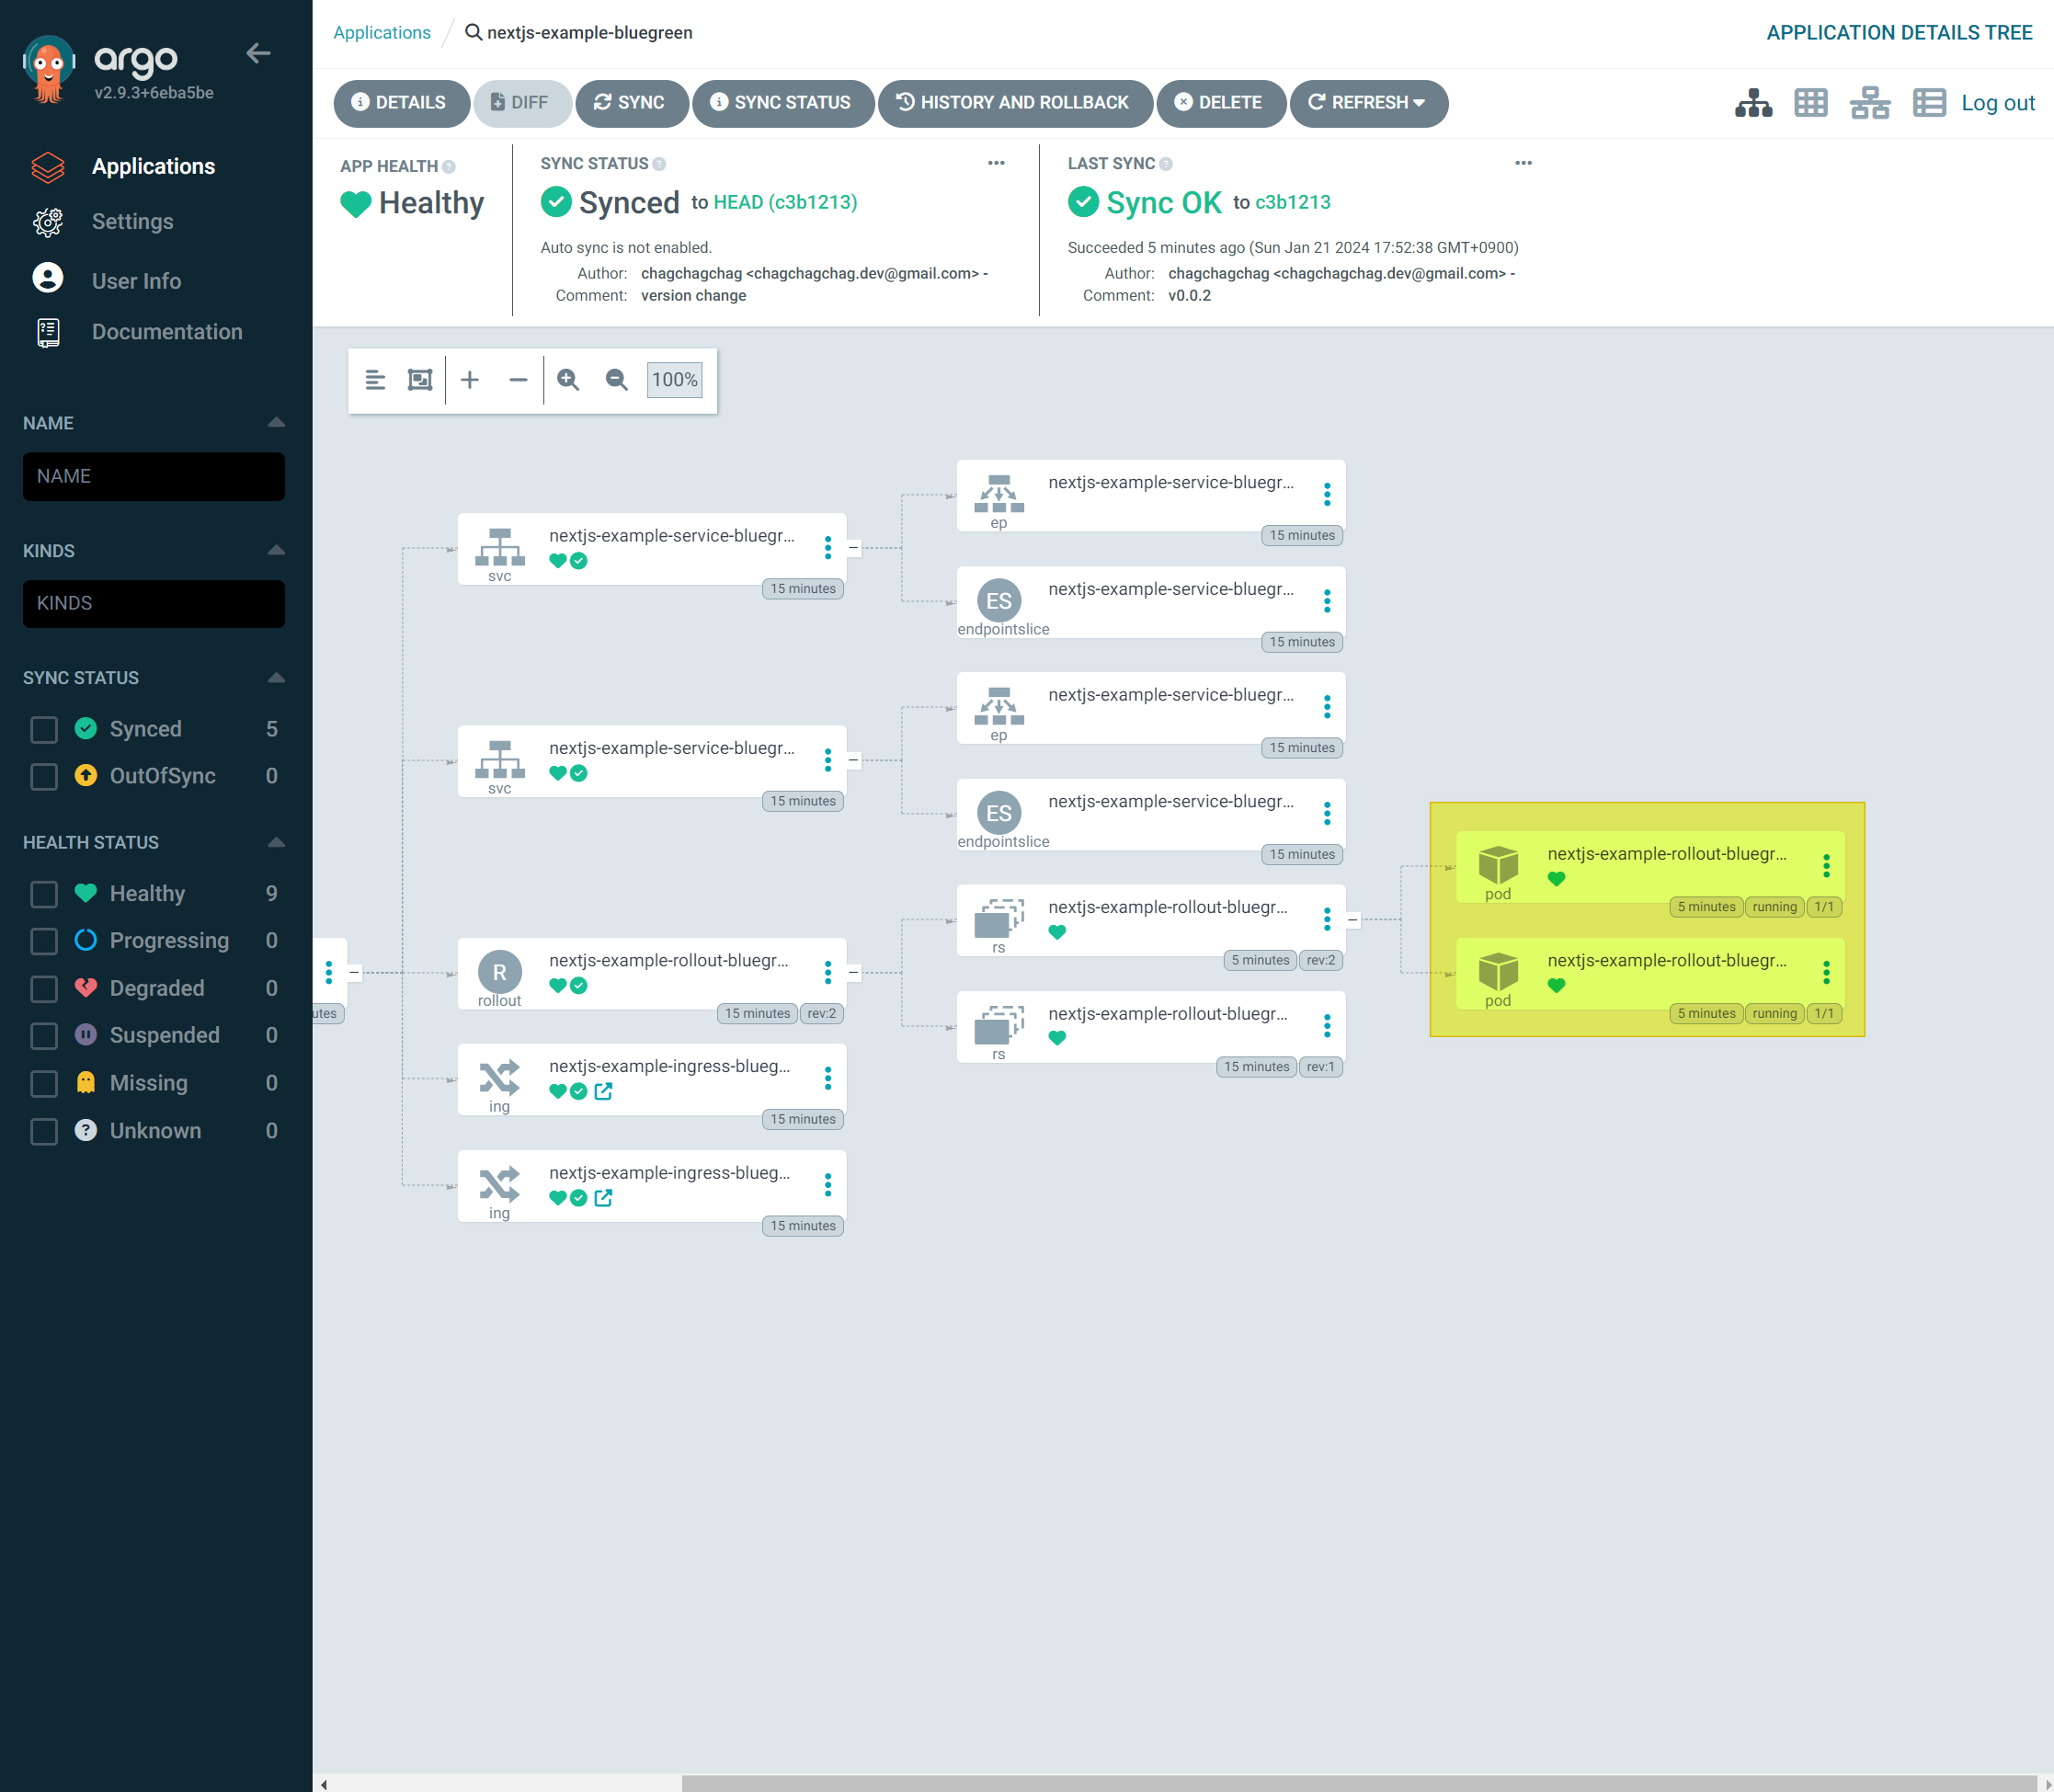 argo
v2.9.3+6eba5be
Applications
Settings
User Info
Documentation
NAME
NAME
KINDS
KINDS
SYNC STATUS
Synced 5
OutOfSync 0
HEALTH STATUS
Healthy 9
Progressing 0
Degraded 0
Suspended 0
Missing 0
Unknown 0
Applications / nextjs-example-bluegreen
APPLICATION DETAILS TREE
DETAILS DIFF SYNC SYNC STATUS HISTORY AND ROLLBACK DELETE REFRESH
Log out
APP HEALTH
Healthy
SYNC STATUS
Synced to HEAD (c3b1213)
Auto sync is not enabled.
Author: chagchagchag <chagchagchag.dev@gmail.com> -
Comment: version change
LAST SYNC
Sync OK to c3b1213
Succeeded 5 minutes ago (Sun Jan 21 2024 17:52:38 GMT+0900)
Author: chagchagchag <chagchagchag.dev@gmail.com> -
Comment: v0.0.2
100%
utes
nextjs-example-service-bluegr...
svc
15 minutes
nextjs-example-service-bluegr...
svc
15 minutes
R
nextjs-example-rollout-bluegr...
rollout
15 minutes rev:2
nextjs-example-ingress-blueg...
ing
15 minutes
nextjs-example-ingress-blueg...
ing
15 minutes
nextjs-example-service-bluegr...
ep
15 minutes
ES
nextjs-example-service-bluegr...
endpointslice
15 minutes
nextjs-example-service-bluegr...
ep
15 minutes
ES
nextjs-example-service-bluegr...
endpointslice
15 minutes
nextjs-example-rollout-bluegr...
rs
5 minutes rev:2
nextjs-example-rollout-bluegr...
rs
15 minutes rev:1
nextjs-example-rollout-bluegr...
pod
5 minutes running 1/1
nextjs-example-rollout-bluegr...
pod
5 minutes running 1/1